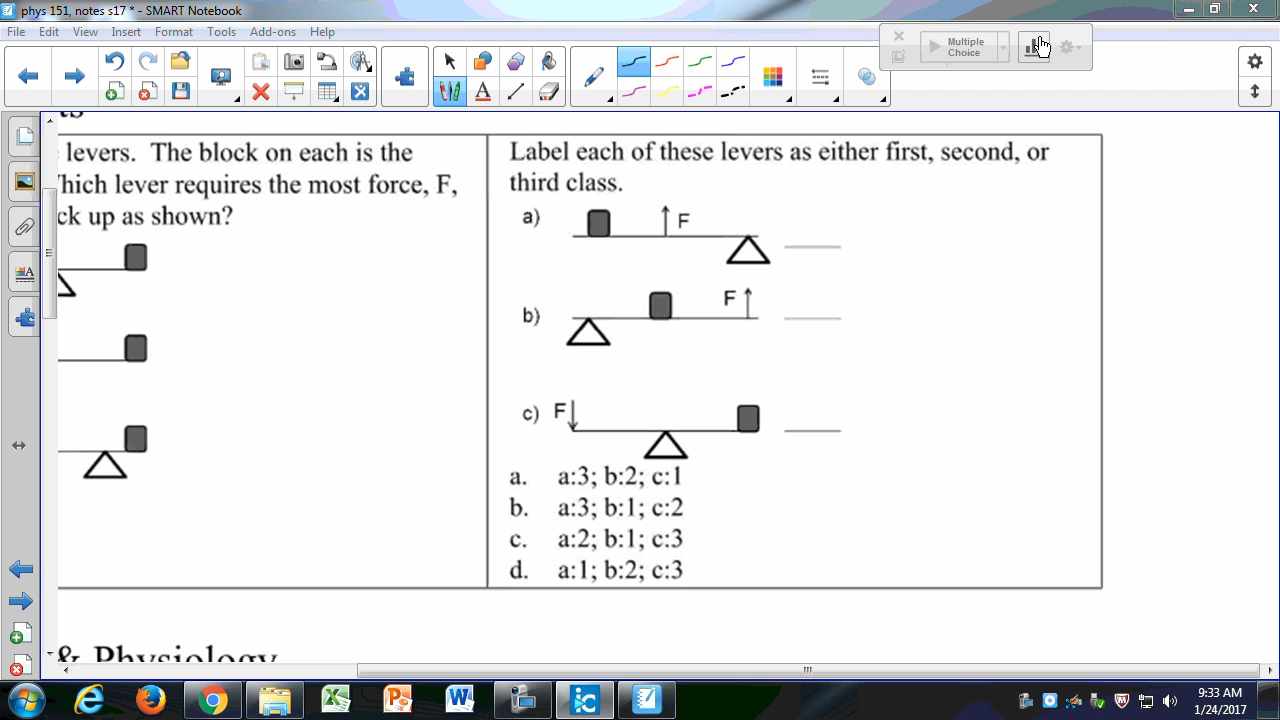 phys 151, notes s17 * - SMART Notebook
File Edit View Insert Format Tools Add-ons Help
Multiple
Choice
levers. The block on each is the
Which lever requires the most force, F,
ck up as shown?
Label each of these levers as either first, second, or
third class.
a) F
b) F
c) F
a. a:3; b:2; c:1
b. a:3; b:1; c:2
c. a:2; b:1; c:3
d. a:1; b:2; c:3
& Physiology
9:33 AM
1/24/2017